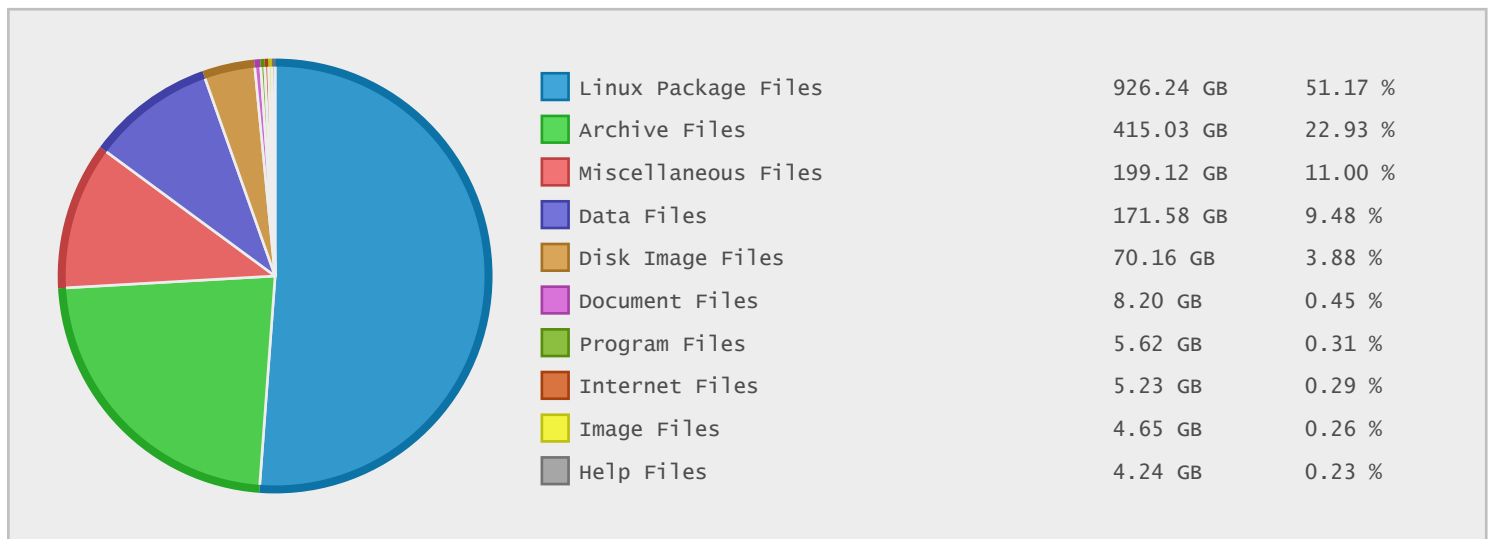 Linux Package Files 926.24 GB 51.17 %
Archive Files 415.03 GB 22.93 %
Miscellaneous Files 199.12 GB 11.00 %
Data Files 171.58 GB 9.48 %
Disk Image Files 70.16 GB 3.88 %
Document Files 8.20 GB 0.45 %
Program Files 5.62 GB 0.31 %
Internet Files 5.23 GB 0.29 %
Image Files 4.65 GB 0.26 %
Help Files 4.24 GB 0.23 %